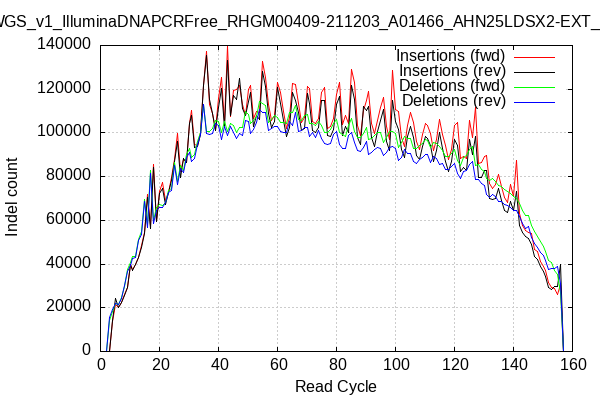 WGS_v1_IlluminaDNAPCRFree_RHGM00409-211203_A01466_AHN25LDSX2-EXT_
Insertions (fwd)
Insertions (rev)
Deletions (fwd)
Deletions (rev)
140000
120000
100000
80000
60000
40000
20000
0
Indel count
0 20 40 60 80 100 120 140 160
Read Cycle